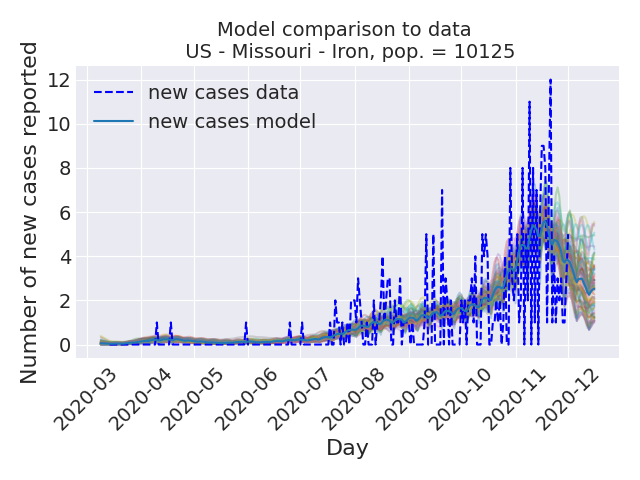 Model comparison to data
US - Missouri - Iron, pop. = 10125
Number of new cases reported
12
10
8
6
4
2
0
new cases data
new cases model
2020-03
2020-04
2020-05
2020-06
2020-07
2020-08
2020-09
2020-10
2020-11
2020-12
Day